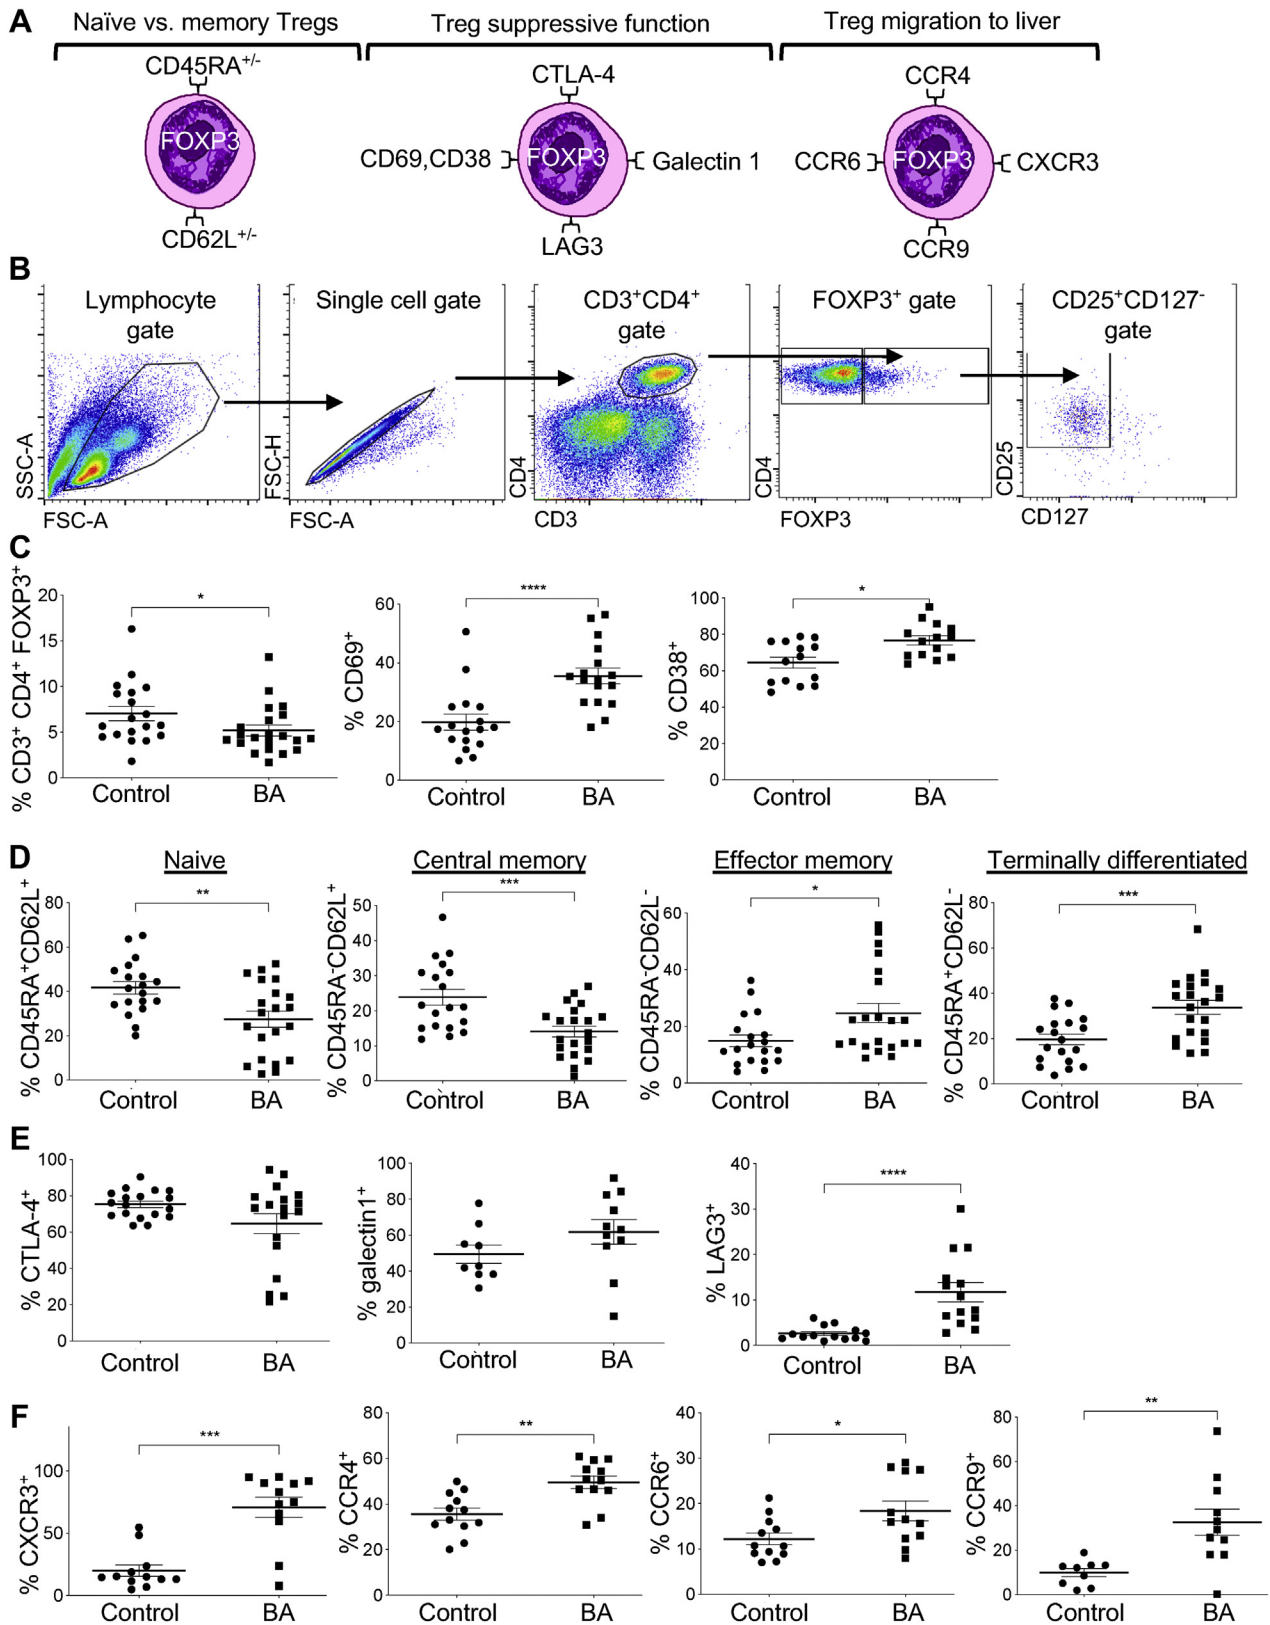 A
Naïve vs. memory Tregs
Treg suppressive function
Treg migration to liver
CD45RA+/-
FOXP3
CD62L+/-
CTLA-4
CD69,CD38
FOXP3
Galectin 1
LAG3
CCR4
CCR6
FOXP3
CXCR3
CCR9
B
Lymphocyte
gate
SSC-A
FSC-A
Single cell gate
FSC-H
FSC-A
CD3+CD4+
gate
CD4
CD3
FOXP3+ gate
CD4
FOXP3
CD25+CD127-
gate
CD25
CD127
C
% CD3+ CD4+ FOXP3+
20
15
10
5
0
*
Control
BA
% CD69+
60
40
20
0
****
Control
BA
% CD38+
100
80
60
40
20
0
*
Control
BA
D
Naive
% CD45RA+CD62L+
80
60
40
20
0
**
Control
BA
Central memory
% CD45RA-CD62L+
50
40
30
20
10
0
***
Control
BA
Effector memory
% CD45RA-CD62L-
60
40
20
0
*
Control
BA
Terminally differentiated
% CD45RA+CD62L-
80
60
40
20
0
***
Control
BA
E
% CTLA-4+
100
80
60
40
20
0
Control
BA
% galectin1+
100
80
60
40
20
0
Control
BA
% LAG3+
40
30
20
10
0
****
Control
BA
F
% CXCR3+
100
50
0
***
Control
BA
% CCR4+
80
60
40
20
0
**
Control
BA
% CCR6+
40
30
20
10
0
*
Control
BA
% CCR9+
80
60
40
20
0
**
Control
BA